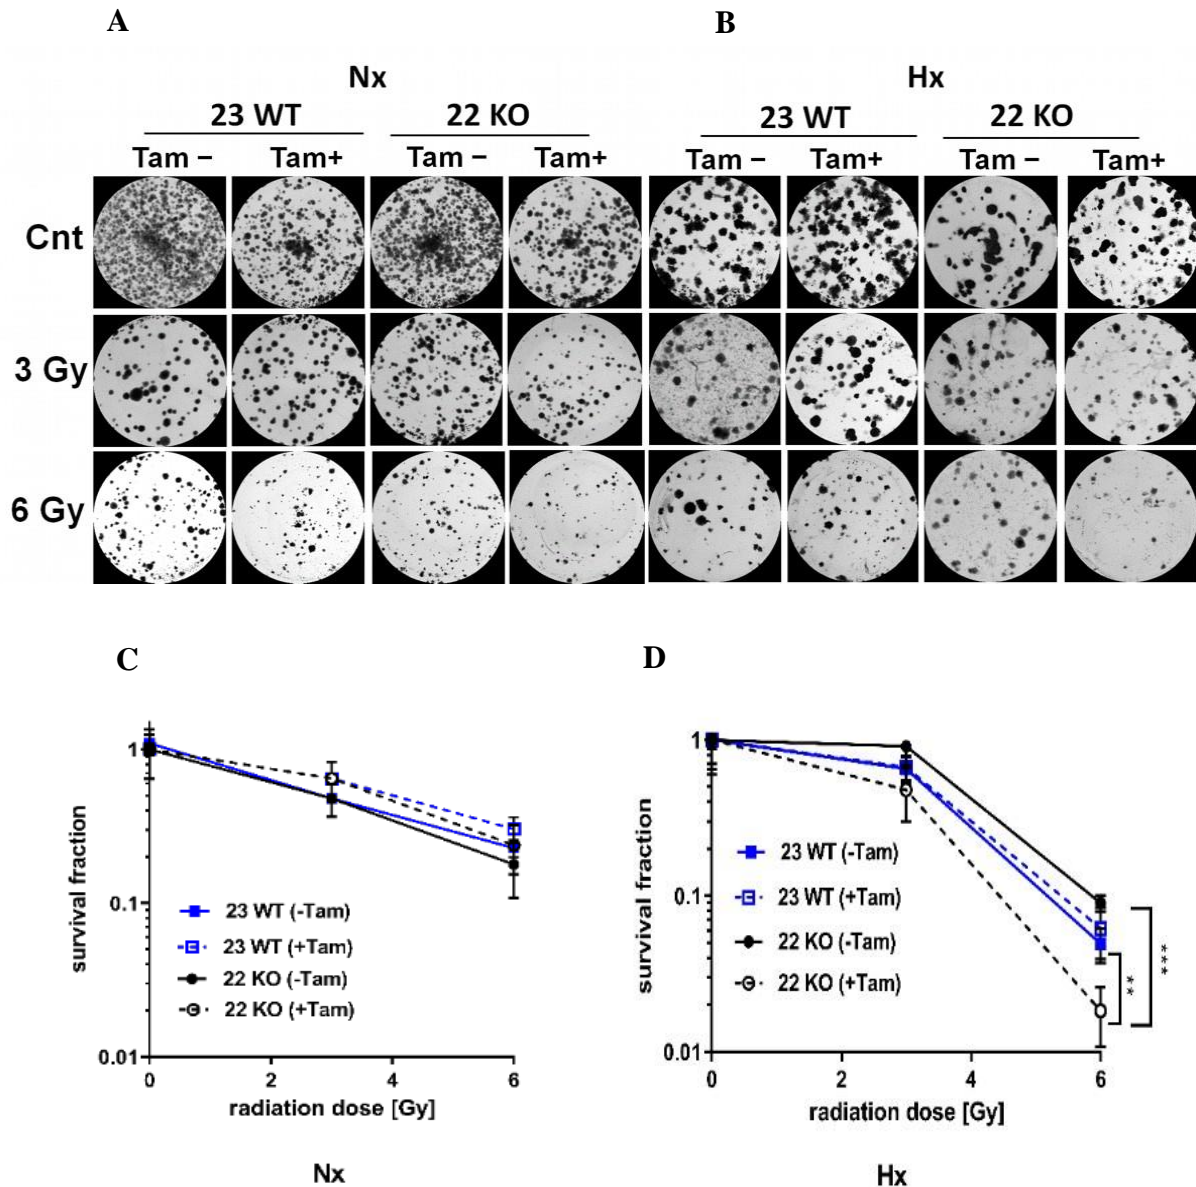 A B
Nx Hx
23 WT 22 KO 23 WT 22 KO
Tam – Tam+ Tam – Tam+ Tam – Tam+ Tam – Tam+
Cnt
3 Gy
6 Gy
C D
survival fraction
1
0.1
0.01
23 WT (-Tam)
23 WT (+Tam)
22 KO (-Tam)
22 KO (+Tam)
0 2 4 6
radiation dose [Gy]
Nx
survival fraction
1
0.1
0.01
23 WT (-Tam)
23 WT (+Tam)
22 KO (-Tam)
22 KO (+Tam)
**
***
0 2 4 6
radiation dose [Gy]
Hx